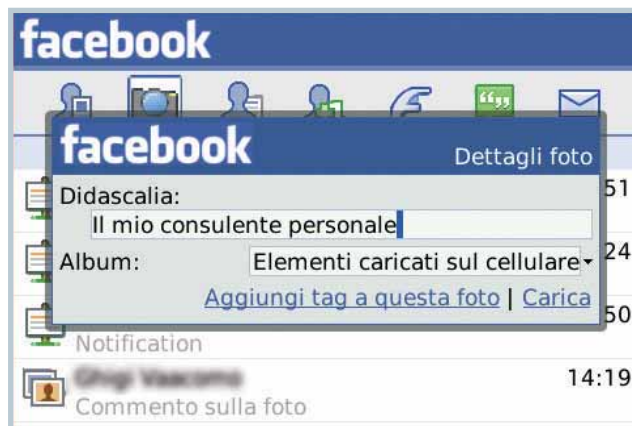 facebook
facebook
Dettagli foto
51
Didascalia:
Il mio consulente personale
24
Album:
Elementi caricati sul cellulare
Aggiungi tag a questa foto | Carica
50
Notification
14:19
Commento sulla foto